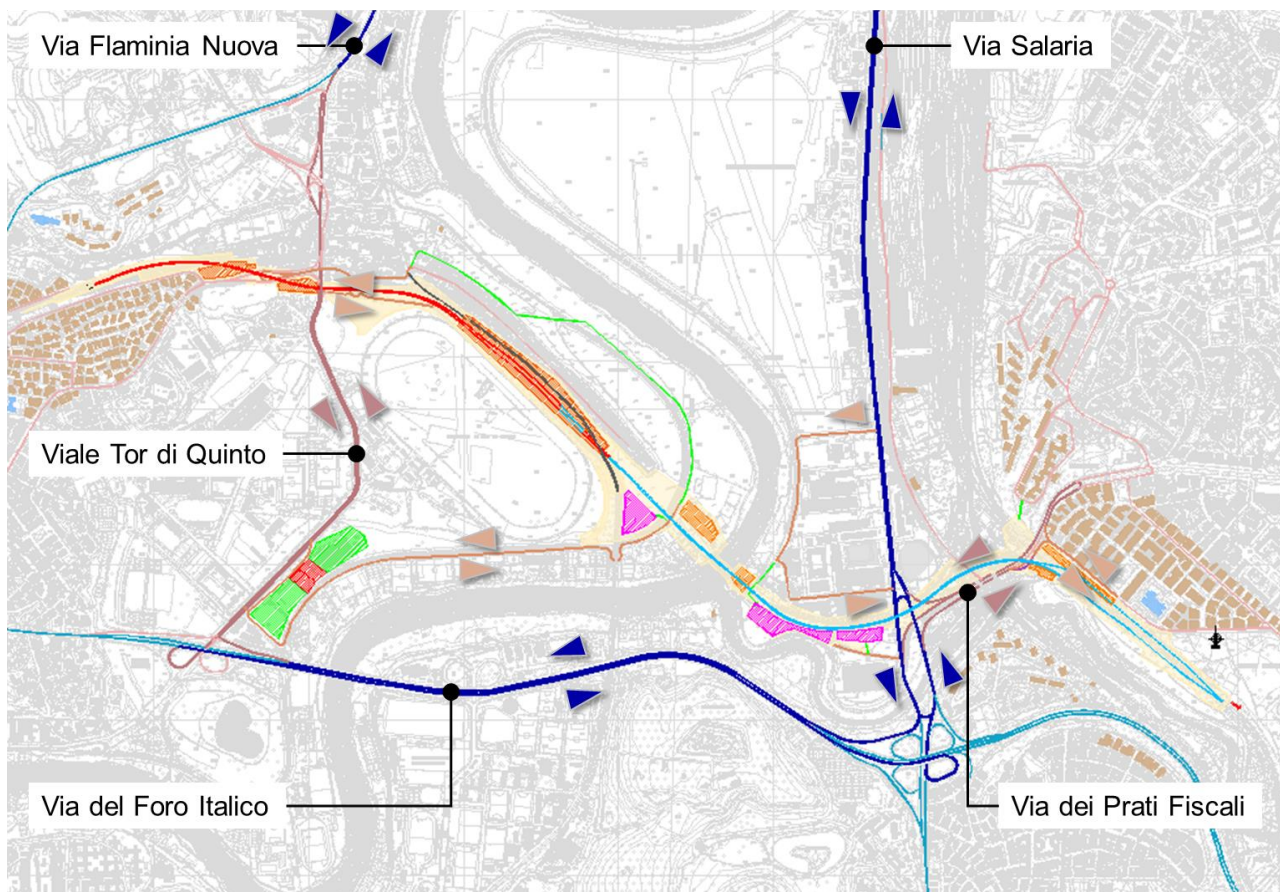 Via Flaminia Nuova
Via Salaria
Viale Tor di Quinto
Via del Foro Italico
Via dei Prati Fiscali